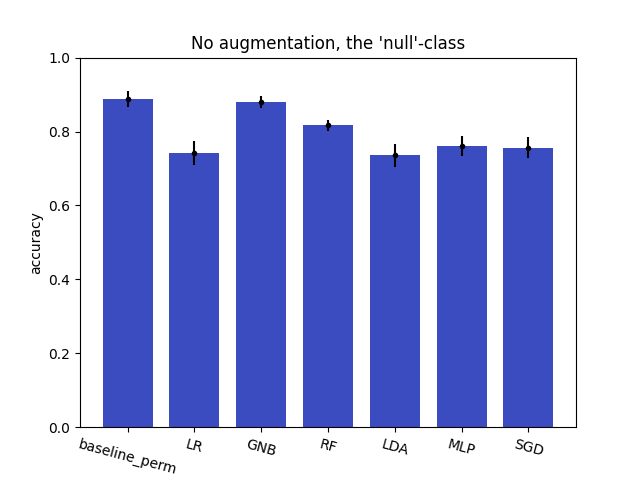 No augmentation, the 'null'-class
1.0
0.8
0.6
0.4
0.2
0.0
accuracy
baseline_perm
LR
GNB
RF
LDA
MLP
SGD